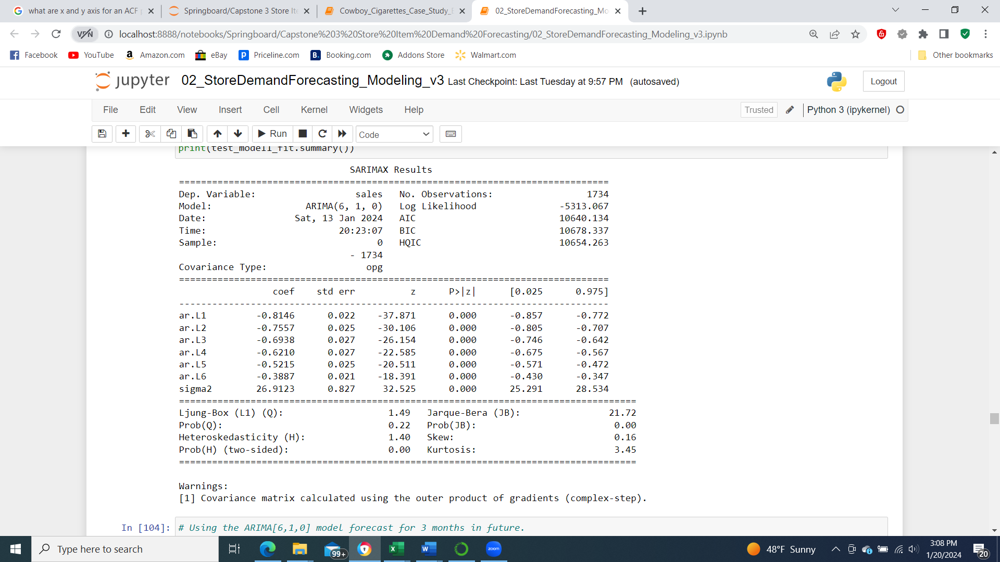 what are x and y axis for an ACF
Springboard/Capstone 3 Store Ite
Cowboy_Cigarettes_Case_Study_E
02_StoreDemandForecasting_Mo
VPN
localhost:8888/notebooks/Springboard/Capstone%203%20Store%20Item%20Demand%20Forecasting/02_StoreDemandForecasting_Modeling_v3.ipynb
Facebook YouTube Amazon.com eBay Priceline.com Booking.com Addons Store Walmart.com Other bookmarks
jupyter 02_StoreDemandForecasting_Modeling_v3 Last Checkpoint: Last Tuesday at 9:57 PM (autosaved) Logout
File Edit View Insert Cell Kernel Widgets Help Trusted Python 3 (ipykernel)
Run Code
print(test_modell_fit.summary())
SARIMAX Results
==============================================================================
Dep. Variable: sales No. Observations: 1734
Model: ARIMA(6, 1, 0) Log Likelihood -5313.067
Date: Sat, 13 Jan 2024 AIC 10640.134
Time: 20:23:07 BIC 10678.337
Sample: 0 HQIC 10654.263
- 1734
Covariance Type: opg
==============================================================================
coef std err z P>|z| [0.025 0.975]
------------------------------------------------------------------------------
ar.L1 -0.8146 0.022 -37.871 0.000 -0.857 -0.772
ar.L2 -0.7557 0.025 -30.106 0.000 -0.805 -0.707
ar.L3 -0.6938 0.027 -26.154 0.000 -0.746 -0.642
ar.L4 -0.6210 0.027 -22.585 0.000 -0.675 -0.567
ar.L5 -0.5215 0.025 -20.511 0.000 -0.571 -0.472
ar.L6 -0.3887 0.021 -18.391 0.000 -0.430 -0.347
sigma2 26.9123 0.827 32.525 0.000 25.291 28.534
===================================================================================
Ljung-Box (L1) (Q): 1.49 Jarque-Bera (JB): 21.72
Prob(Q): 0.22 Prob(JB): 0.00
Heteroskedasticity (H): 1.40 Skew: 0.16
Prob(H) (two-sided): 0.00 Kurtosis: 3.45
===================================================================================
Warnings:
[1] Covariance matrix calculated using the outer product of gradients (complex-step).
In [104]: # Using the ARIMA[6,1,0] model forecast for 3 months in future.
Type here to search 99+ zoom 48°F Sunny 3:08 PM
1/20/2024 20